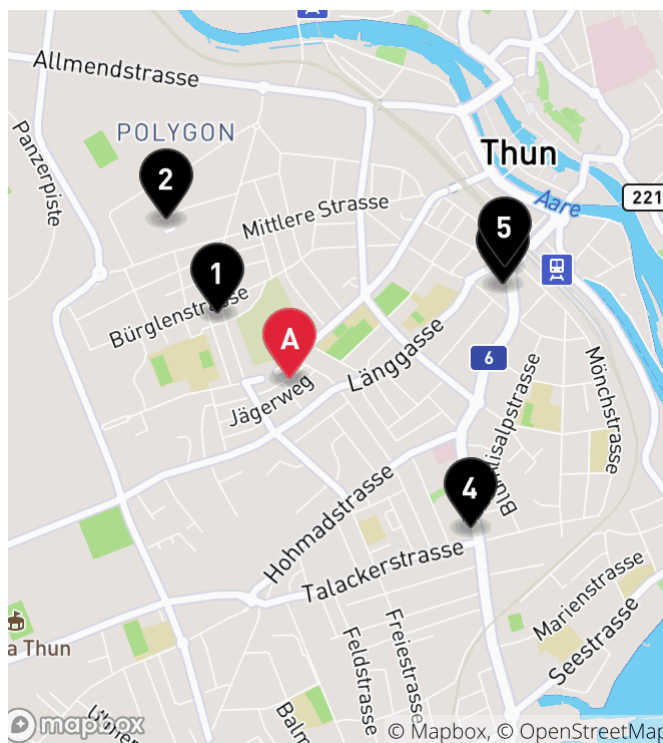 Allmendstrasse
Panzerpiste
POLYGON
Thun
2
Mittlere Strasse
Aare
221
5
1
Bürglenstrasse
A
6
Länggasse
Jägerweg
Mönchstrasse
4
Hohmadstrasse
Talackerstrasse
Marienstrasse
Seestrasse
Freiestrasse
Feldstrasse
a Thun
Balm
mapbox
© Mapbox, © OpenStreetMap